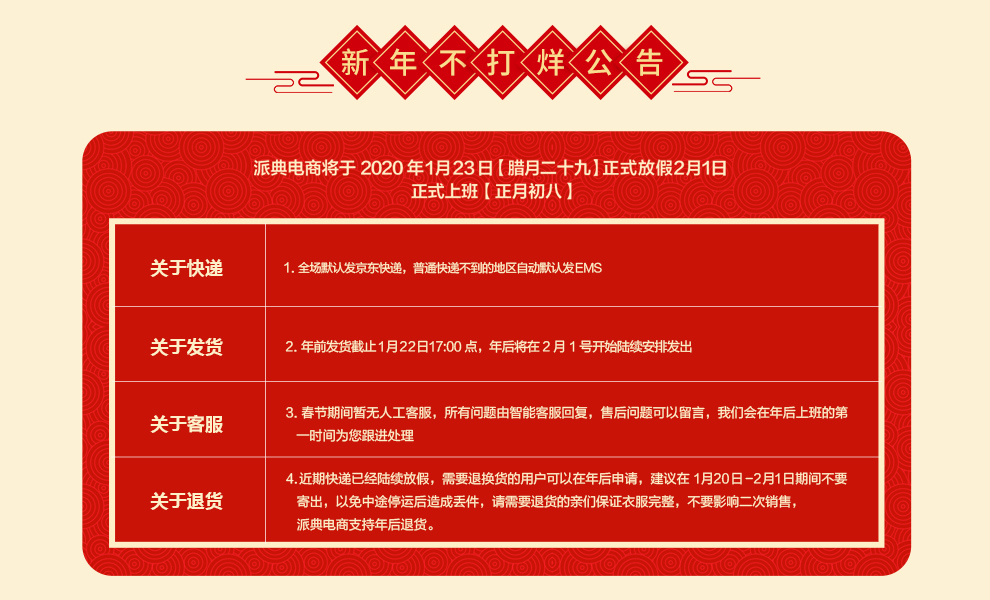 新年不打烊公告
派典电商将于 2020 年1月23日【腊月二十九】正式放假2月1日
正式上班【 正月初八 】
关于快递
1. 全场默认发京东快递，普通快递不到的地区自动默认发EMS
关于发货
2. 年前发货截止1月22日17:00 点，年后将在 2 月 1 号开始陆续安排发出
关于客服
3. 春节期间暂无人工客服，所有问题由智能客服回复，售后问题可以留言，我们会在年后上班的第
一时间为您跟进处理
关于退货
4.近期快递已经陆续放假，需要退换货的用户可以在年后申请，建议在 1月20日-2月1日期间不要
寄出，以免中途停运后造成丢件，请需要退货的亲们保证衣服完整，不要影响二次销售，
派典电商支持年后退货。